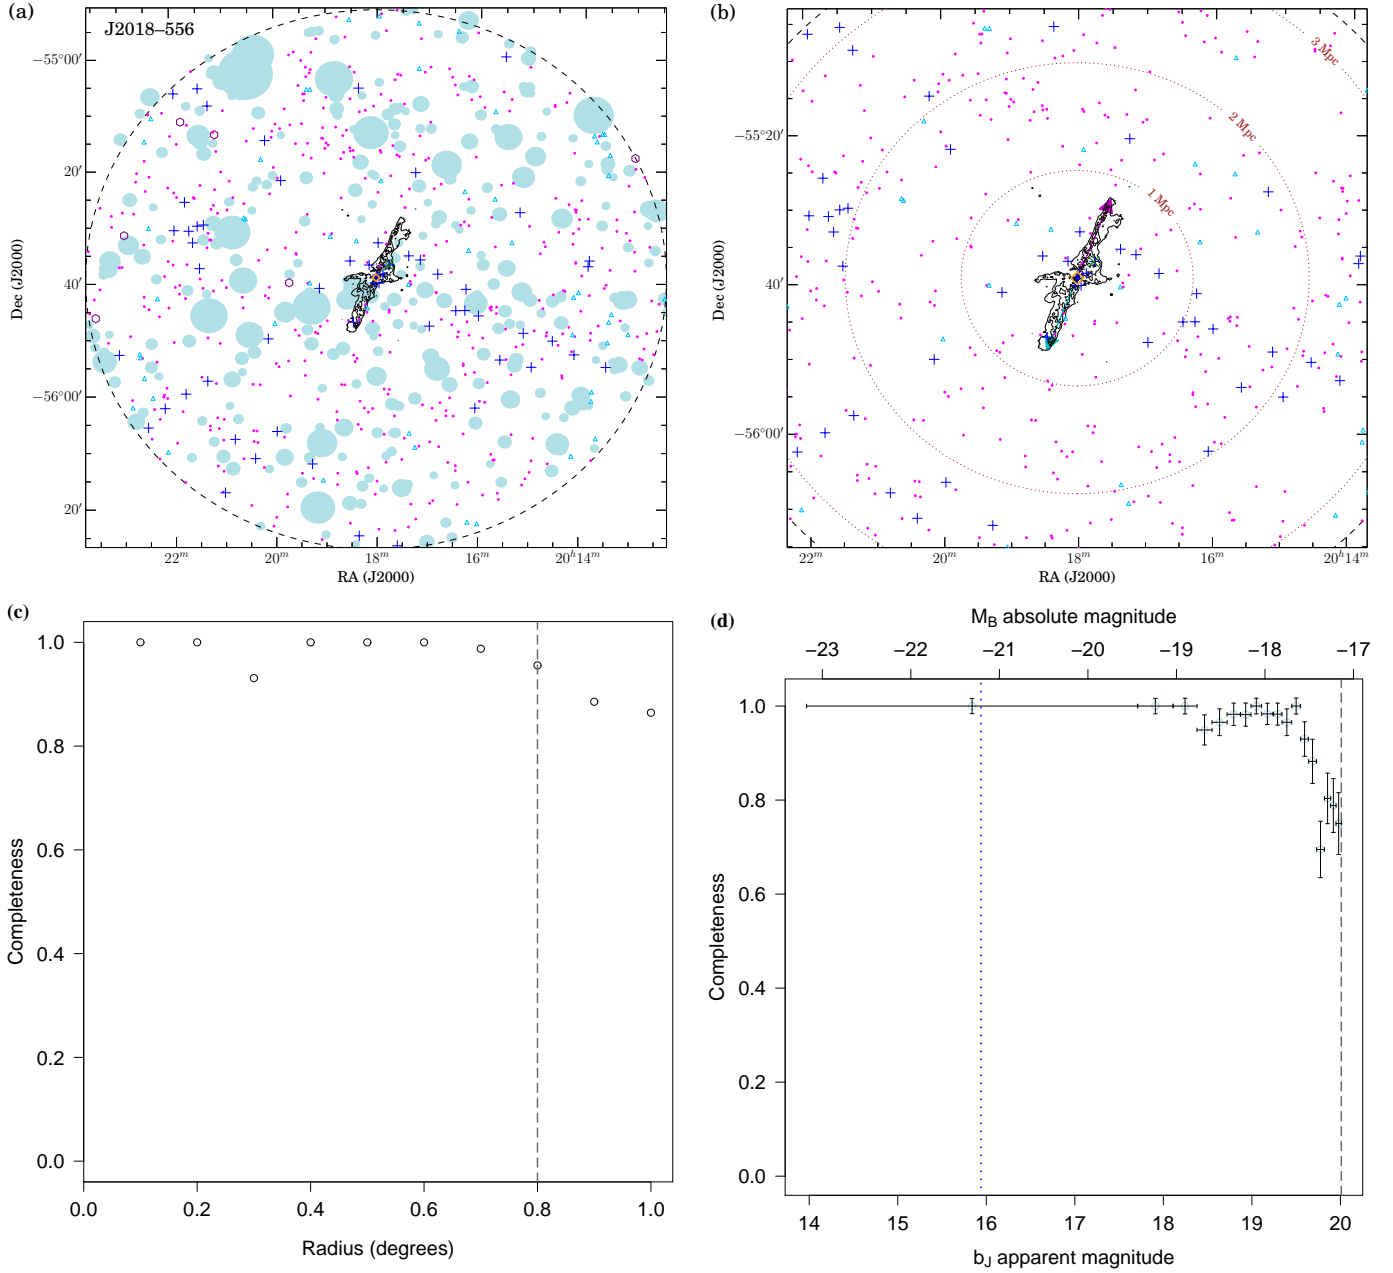 (a)
J2018–556
−55°00′
20′
40′
−56°00′
20′
Dec (J2000)
22ᵐ
20ᵐ
18ᵐ
16ᵐ
20ʰ14ᵐ
RA (J2000)
(b)
3 Mpc
2 Mpc
1 Mpc
−55°20′
40′
−56°00′
Dec (J2000)
22ᵐ
20ᵐ
18ᵐ
16ᵐ
20ʰ14ᵐ
RA (J2000)
(c)
1.0
0.8
0.6
0.4
0.2
0.0
Completeness
0.0 0.2 0.4 0.6 0.8 1.0
Radius (degrees)
(d)
M_B absolute magnitude
−23 −22 −21 −20 −19 −18 −17
1.0
0.8
0.6
0.4
0.2
0.0
Completeness
14 15 16 17 18 19 20
b_J apparent magnitude